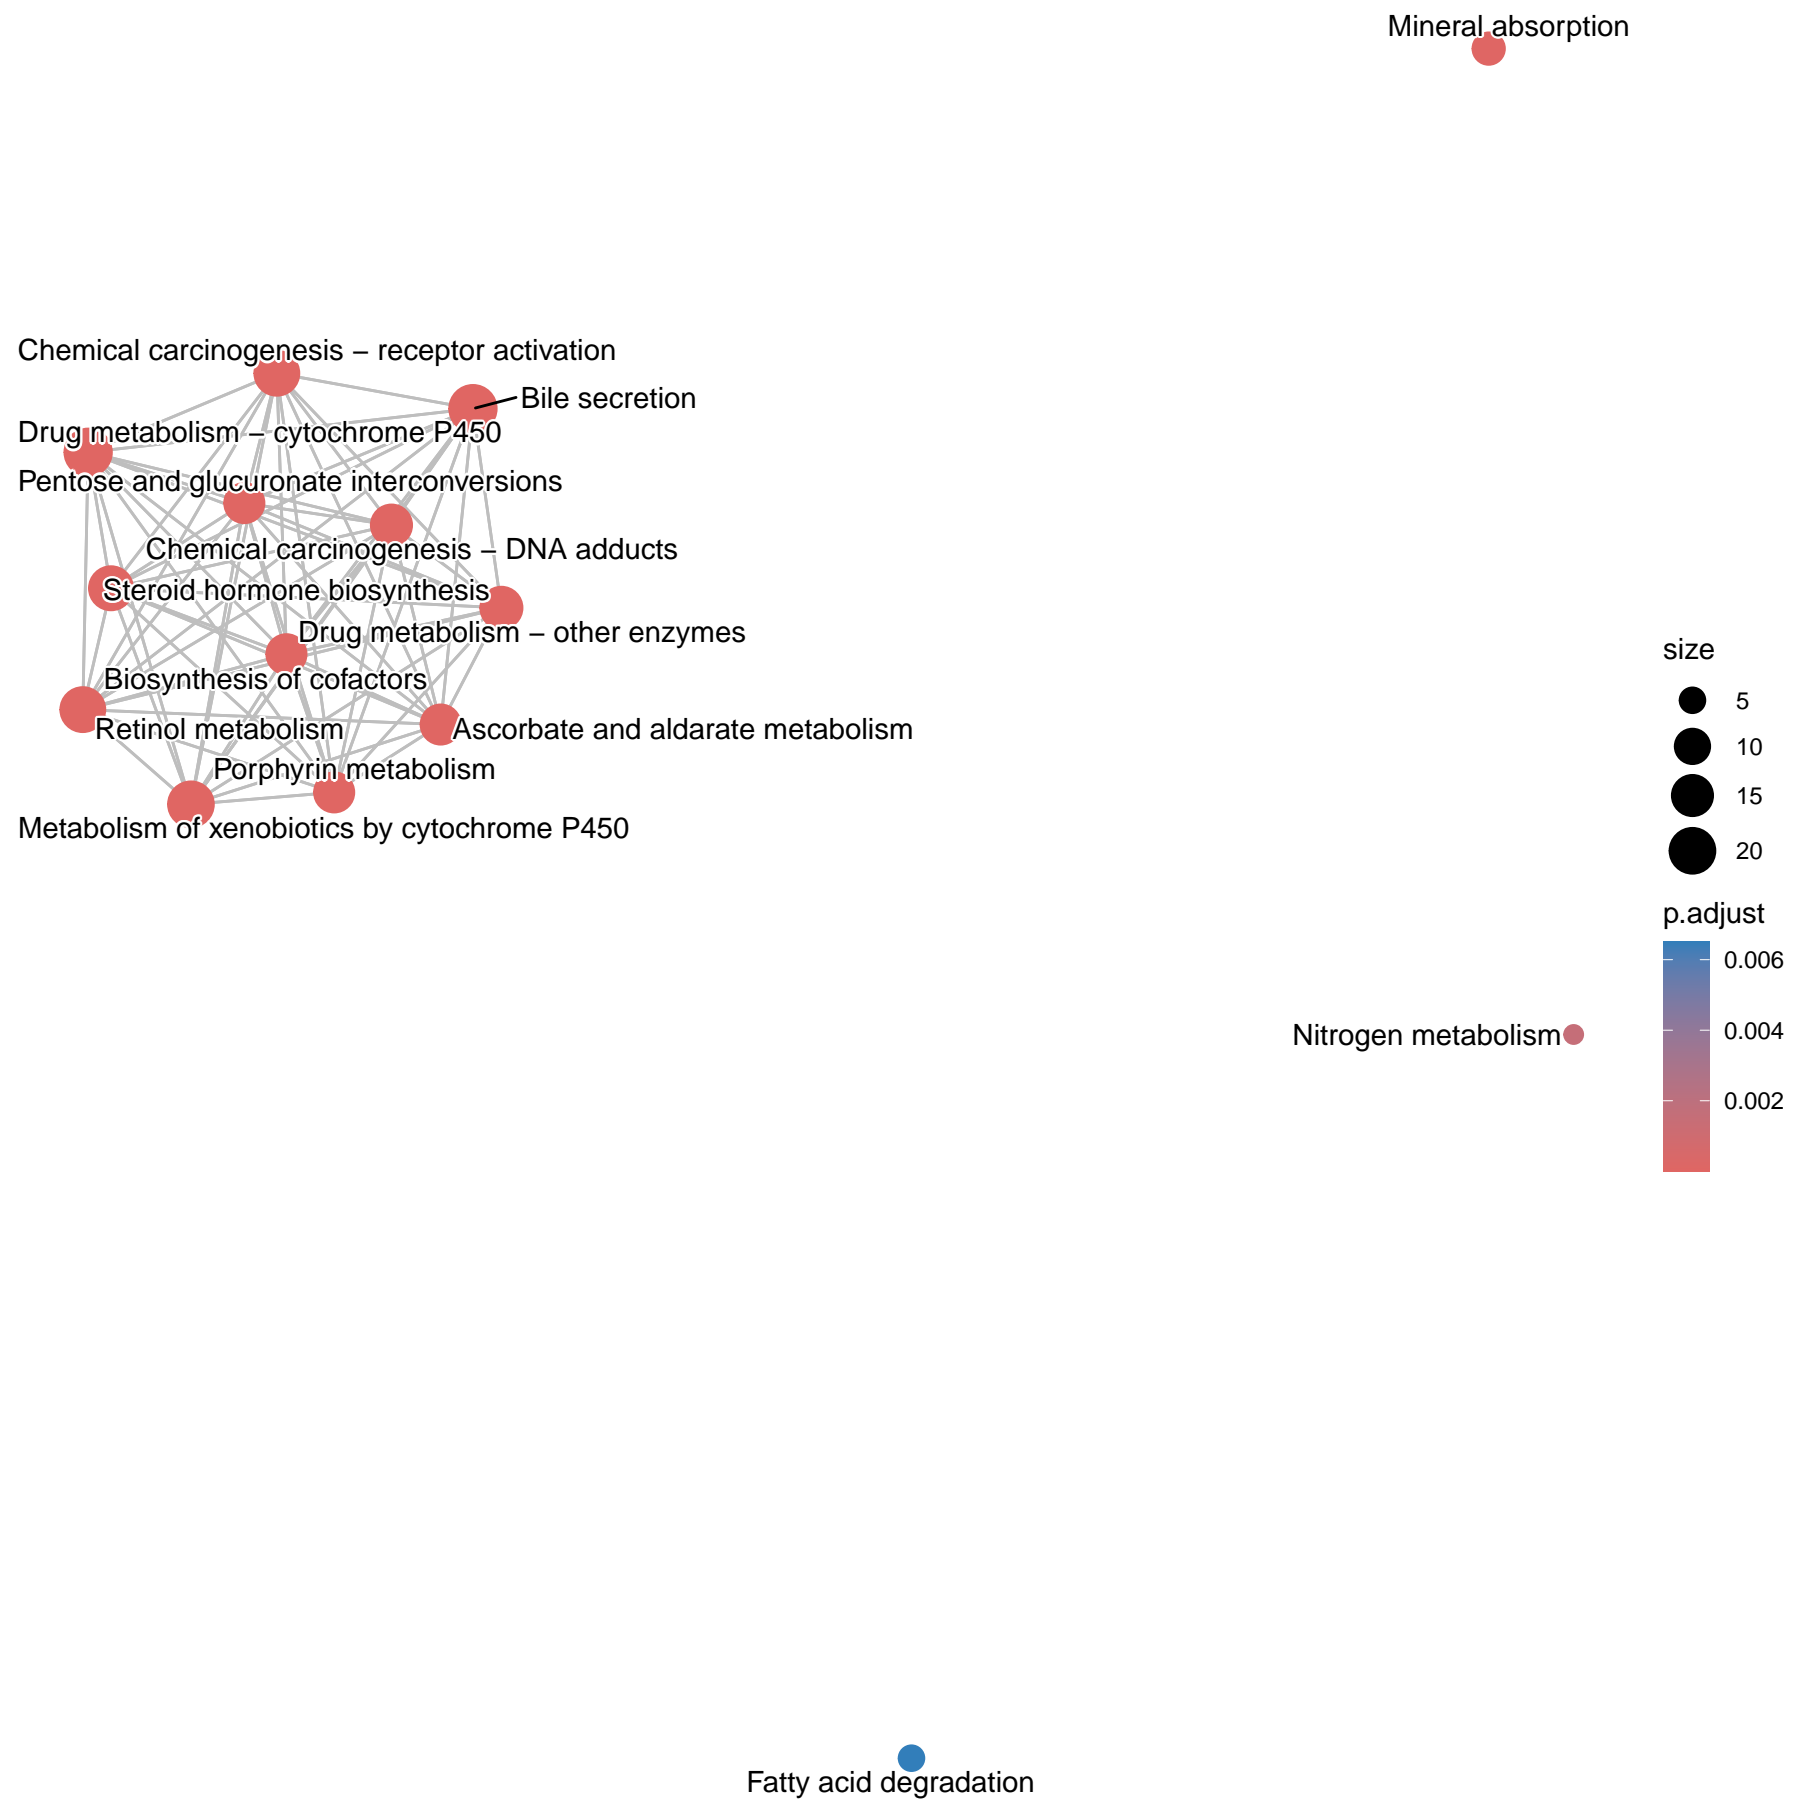 Mineral absorption
Chemical carcinogenesis – receptor activation
Bile secretion
Drug metabolism – cytochrome P450
Pentose and glucuronate interconversions
Chemical carcinogenesis – DNA adducts
Steroid hormone biosynthesis
Drug metabolism – other enzymes
Biosynthesis of cofactors
Retinol metabolism
Ascorbate and aldarate metabolism
Porphyrin metabolism
Metabolism of xenobiotics by cytochrome P450
Nitrogen metabolism
Fatty acid degradation
size
5
10
15
20
p.adjust
0.006
0.004
0.002